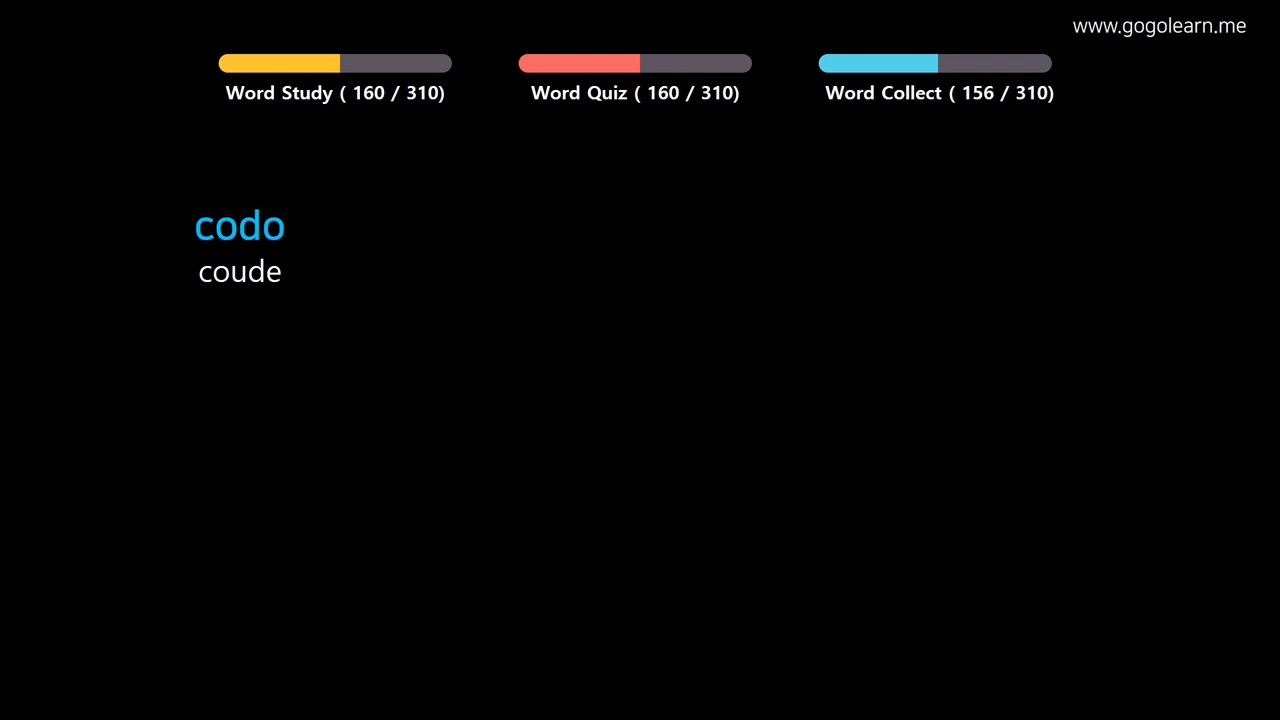 www.gogolearn.me
Word Study ( 160 / 310)
Word Quiz ( 160 / 310)
Word Collect ( 156 / 310)
codo
coude